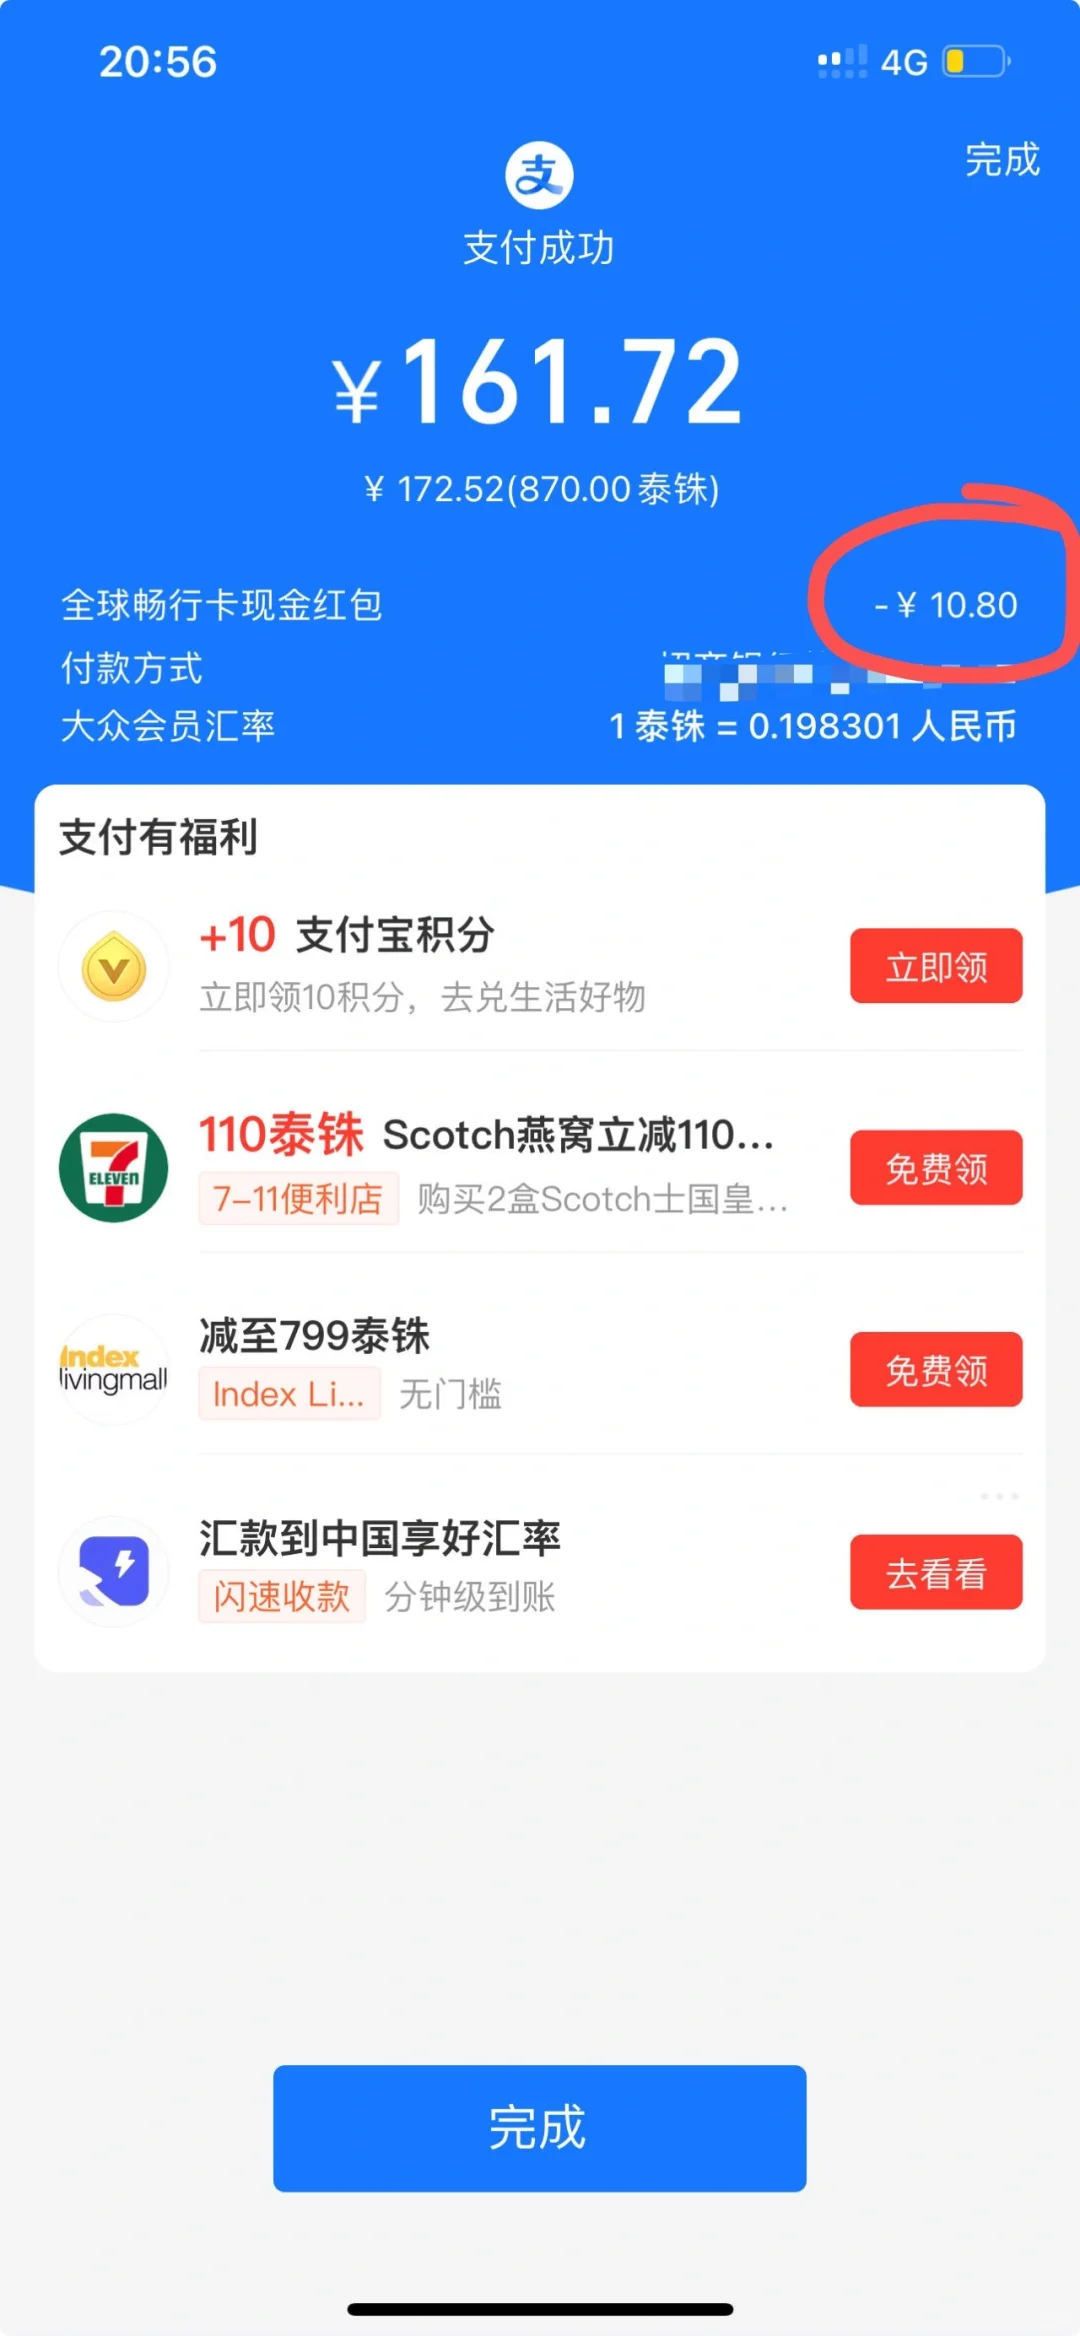 20:56
4G
完成
支
支付成功
¥161.72
¥ 172.52(870.00 泰铢)
全球畅行卡现金红包 -¥ 10.80
付款方式
大众会员汇率 1 泰铢 = 0.198301 人民币
支付有福利
+10 支付宝积分
立即领10积分，去兑生活好物
立即领
7 ELEVEN
110泰铢 Scotch燕窝立减110...
7-11便利店 购买2盒Scotch士国皇...
免费领
index livingmall
减至799泰铢
Index Li... 无门槛
免费领
汇款到中国享好汇率
闪速收款 分钟级到账
去看看
完成